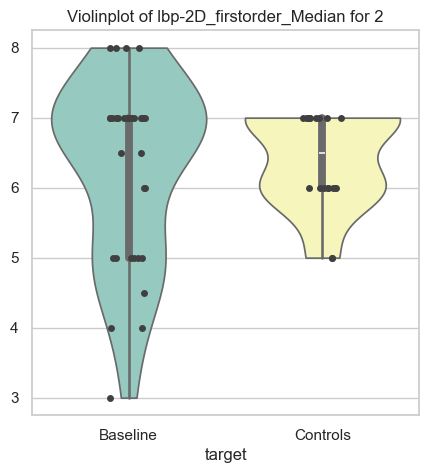 Violinplot of lbp-2D_firstorder_Median for 2
8
7
6
5
4
3
Baseline
Controls
target